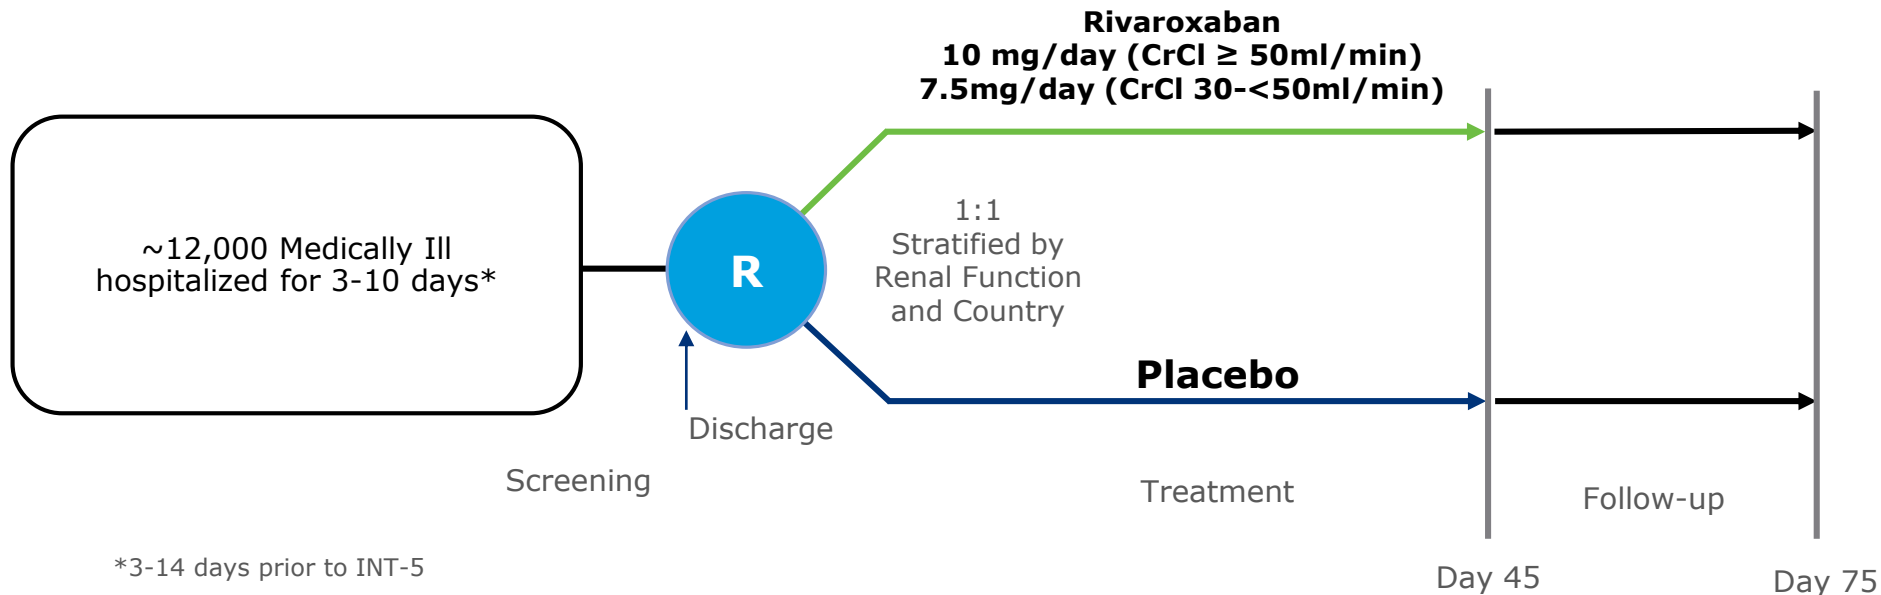 Rivaroxaban
10 mg/day (CrCl ≥ 50ml/min)
7.5mg/day (CrCl 30-<50ml/min)
~12,000 Medically Ill
hospitalized for 3-10 days*
R
1:1
Stratified by
Renal Function
and Country
Placebo
Discharge
Screening
Treatment
Follow-up
*3-14 days prior to INT-5
Day 45
Day 75